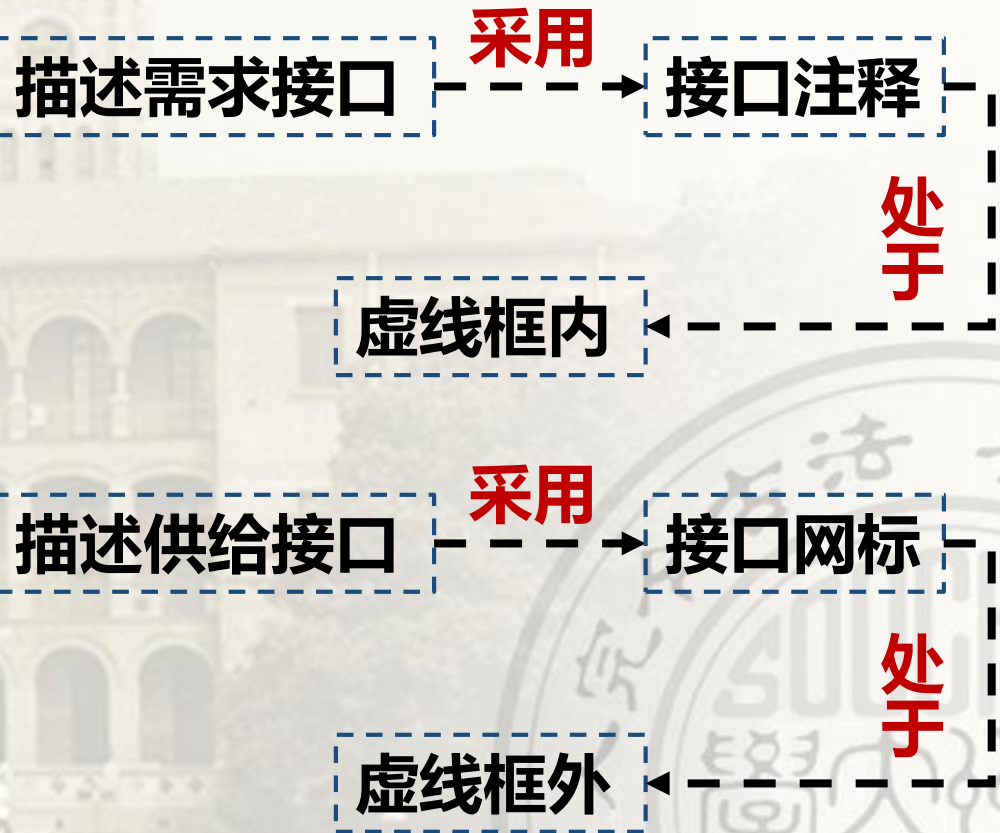 采用
描述需求接口
接口注释
处于
虚线框内
采用
描述供给接口
接口网标
处于
虚线框外